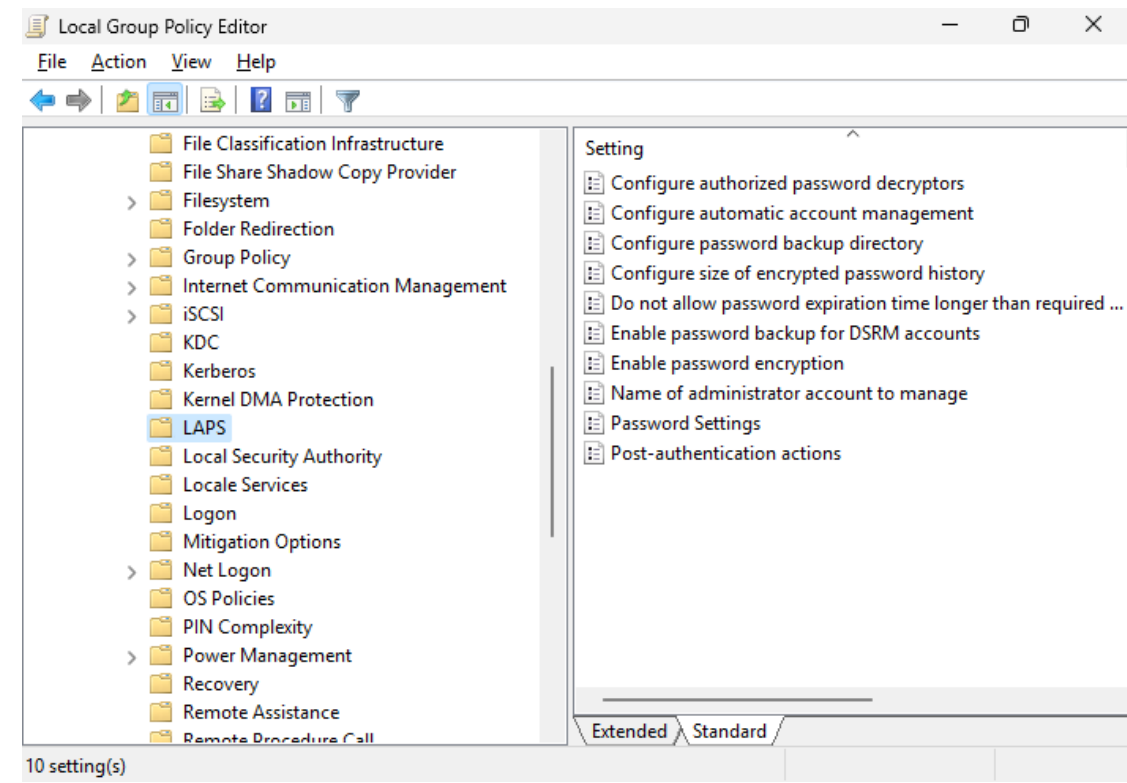 Local Group Policy Editor
File Action View Help
File Classification Infrastructure
File Share Shadow Copy Provider
Filesystem
Folder Redirection
Group Policy
Internet Communication Management
iSCSI
KDC
Kerberos
Kernel DMA Protection
LAPS
Local Security Authority
Locale Services
Logon
Mitigation Options
Net Logon
OS Policies
PIN Complexity
Power Management
Recovery
Remote Assistance
Remote Procedure Call
Setting
Configure authorized password decryptors
Configure automatic account management
Configure password backup directory
Configure size of encrypted password history
Do not allow password expiration time longer than required ...
Enable password backup for DSRM accounts
Enable password encryption
Name of administrator account to manage
Password Settings
Post-authentication actions
Extended Standard
10 setting(s)